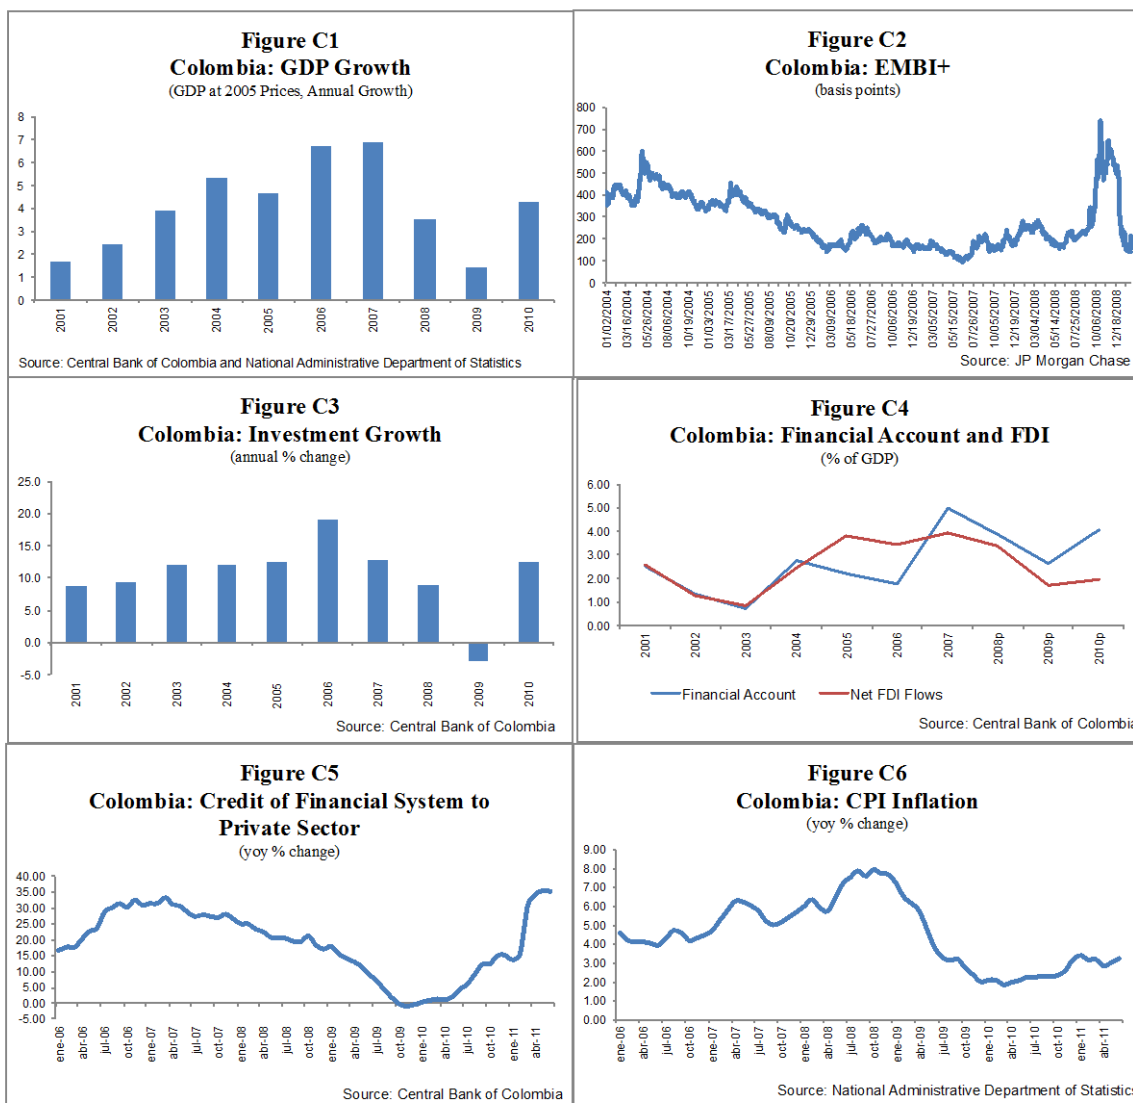 Figure C1
Colombia: GDP Growth
(GDP at 2005 Prices, Annual Growth)
8
7
6
5
4
3
2
1
0
2001
2002
2003
2004
2005
2006
2007
2008
2009
2010
Source: Central Bank of Colombia and National Administrative Department of Statistics
Figure C2
Colombia: EMBI+
(basis points)
800
700
600
500
400
300
200
100
0
01/02/2004
03/16/2004
05/26/2004
08/06/2004
10/19/2004
01/03/2005
03/17/2005
05/27/2005
08/09/2005
10/20/2005
12/29/2005
03/09/2006
05/18/2006
07/27/2006
10/06/2006
12/19/2006
03/05/2007
05/15/2007
07/26/2007
10/05/2007
12/19/2007
03/04/2008
05/14/2008
07/25/2008
10/06/2008
12/18/2008
Source: JP Morgan Chase
Figure C3
Colombia: Investment Growth
(annual % change)
25.0
20.0
15.0
10.0
5.0
0.0
-5.0
2001
2002
2003
2004
2005
2006
2007
2008
2009
2010
Source: Central Bank of Colombia
Figure C4
Colombia: Financial Account and FDI
(% of GDP)
6.00
5.00
4.00
3.00
2.00
1.00
0.00
2001
2002
2003
2004
2005
2006
2007
2008p
2009p
2010p
Financial Account
Net FDI Flows
Source: Central Bank of Colombia
Figure C5
Colombia: Credit of Financial System to
Private Sector
(yoy % change)
40.00
35.00
30.00
25.00
20.00
15.00
10.00
5.00
0.00
-5.00
ene-06
abr-06
jul-06
oct-06
ene-07
abr-07
jul-07
oct-07
ene-08
abr-08
jul-08
oct-08
ene-09
abr-09
jul-09
oct-09
ene-10
abr-10
jul-10
oct-10
ene-11
abr-11
Source: Central Bank of Colombia
Figure C6
Colombia: CPI Inflation
(yoy % change)
9.00
8.00
7.00
6.00
5.00
4.00
3.00
2.00
1.00
0.00
ene-06
abr-06
jul-06
oct-06
ene-07
abr-07
jul-07
oct-07
ene-08
abr-08
jul-08
oct-08
ene-09
abr-09
jul-09
oct-09
ene-10
abr-10
jul-10
oct-10
ene-11
abr-11
Source: National Administrative Department of Statistics